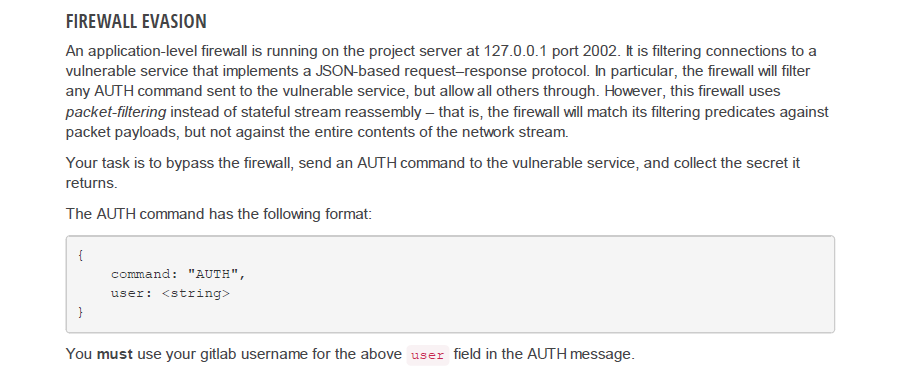 FIREWALL EVASION
An application-level firewall is running on the project server at 127.0.0.1 port 2002. It is filtering connections to a
vulnerable service that implements a JSON-based request–response protocol. In particular, the firewall will filter
any AUTH command sent to the vulnerable service, but allow all others through. However, this firewall uses
packet-filtering instead of stateful stream reassembly – that is, the firewall will match its filtering predicates against
packet payloads, but not against the entire contents of the network stream.
Your task is to bypass the firewall, send an AUTH command to the vulnerable service, and collect the secret it
returns.
The AUTH command has the following format:
{
command: "AUTH",
user: <string>
}
You must use your gitlab username for the above user field in the AUTH message.